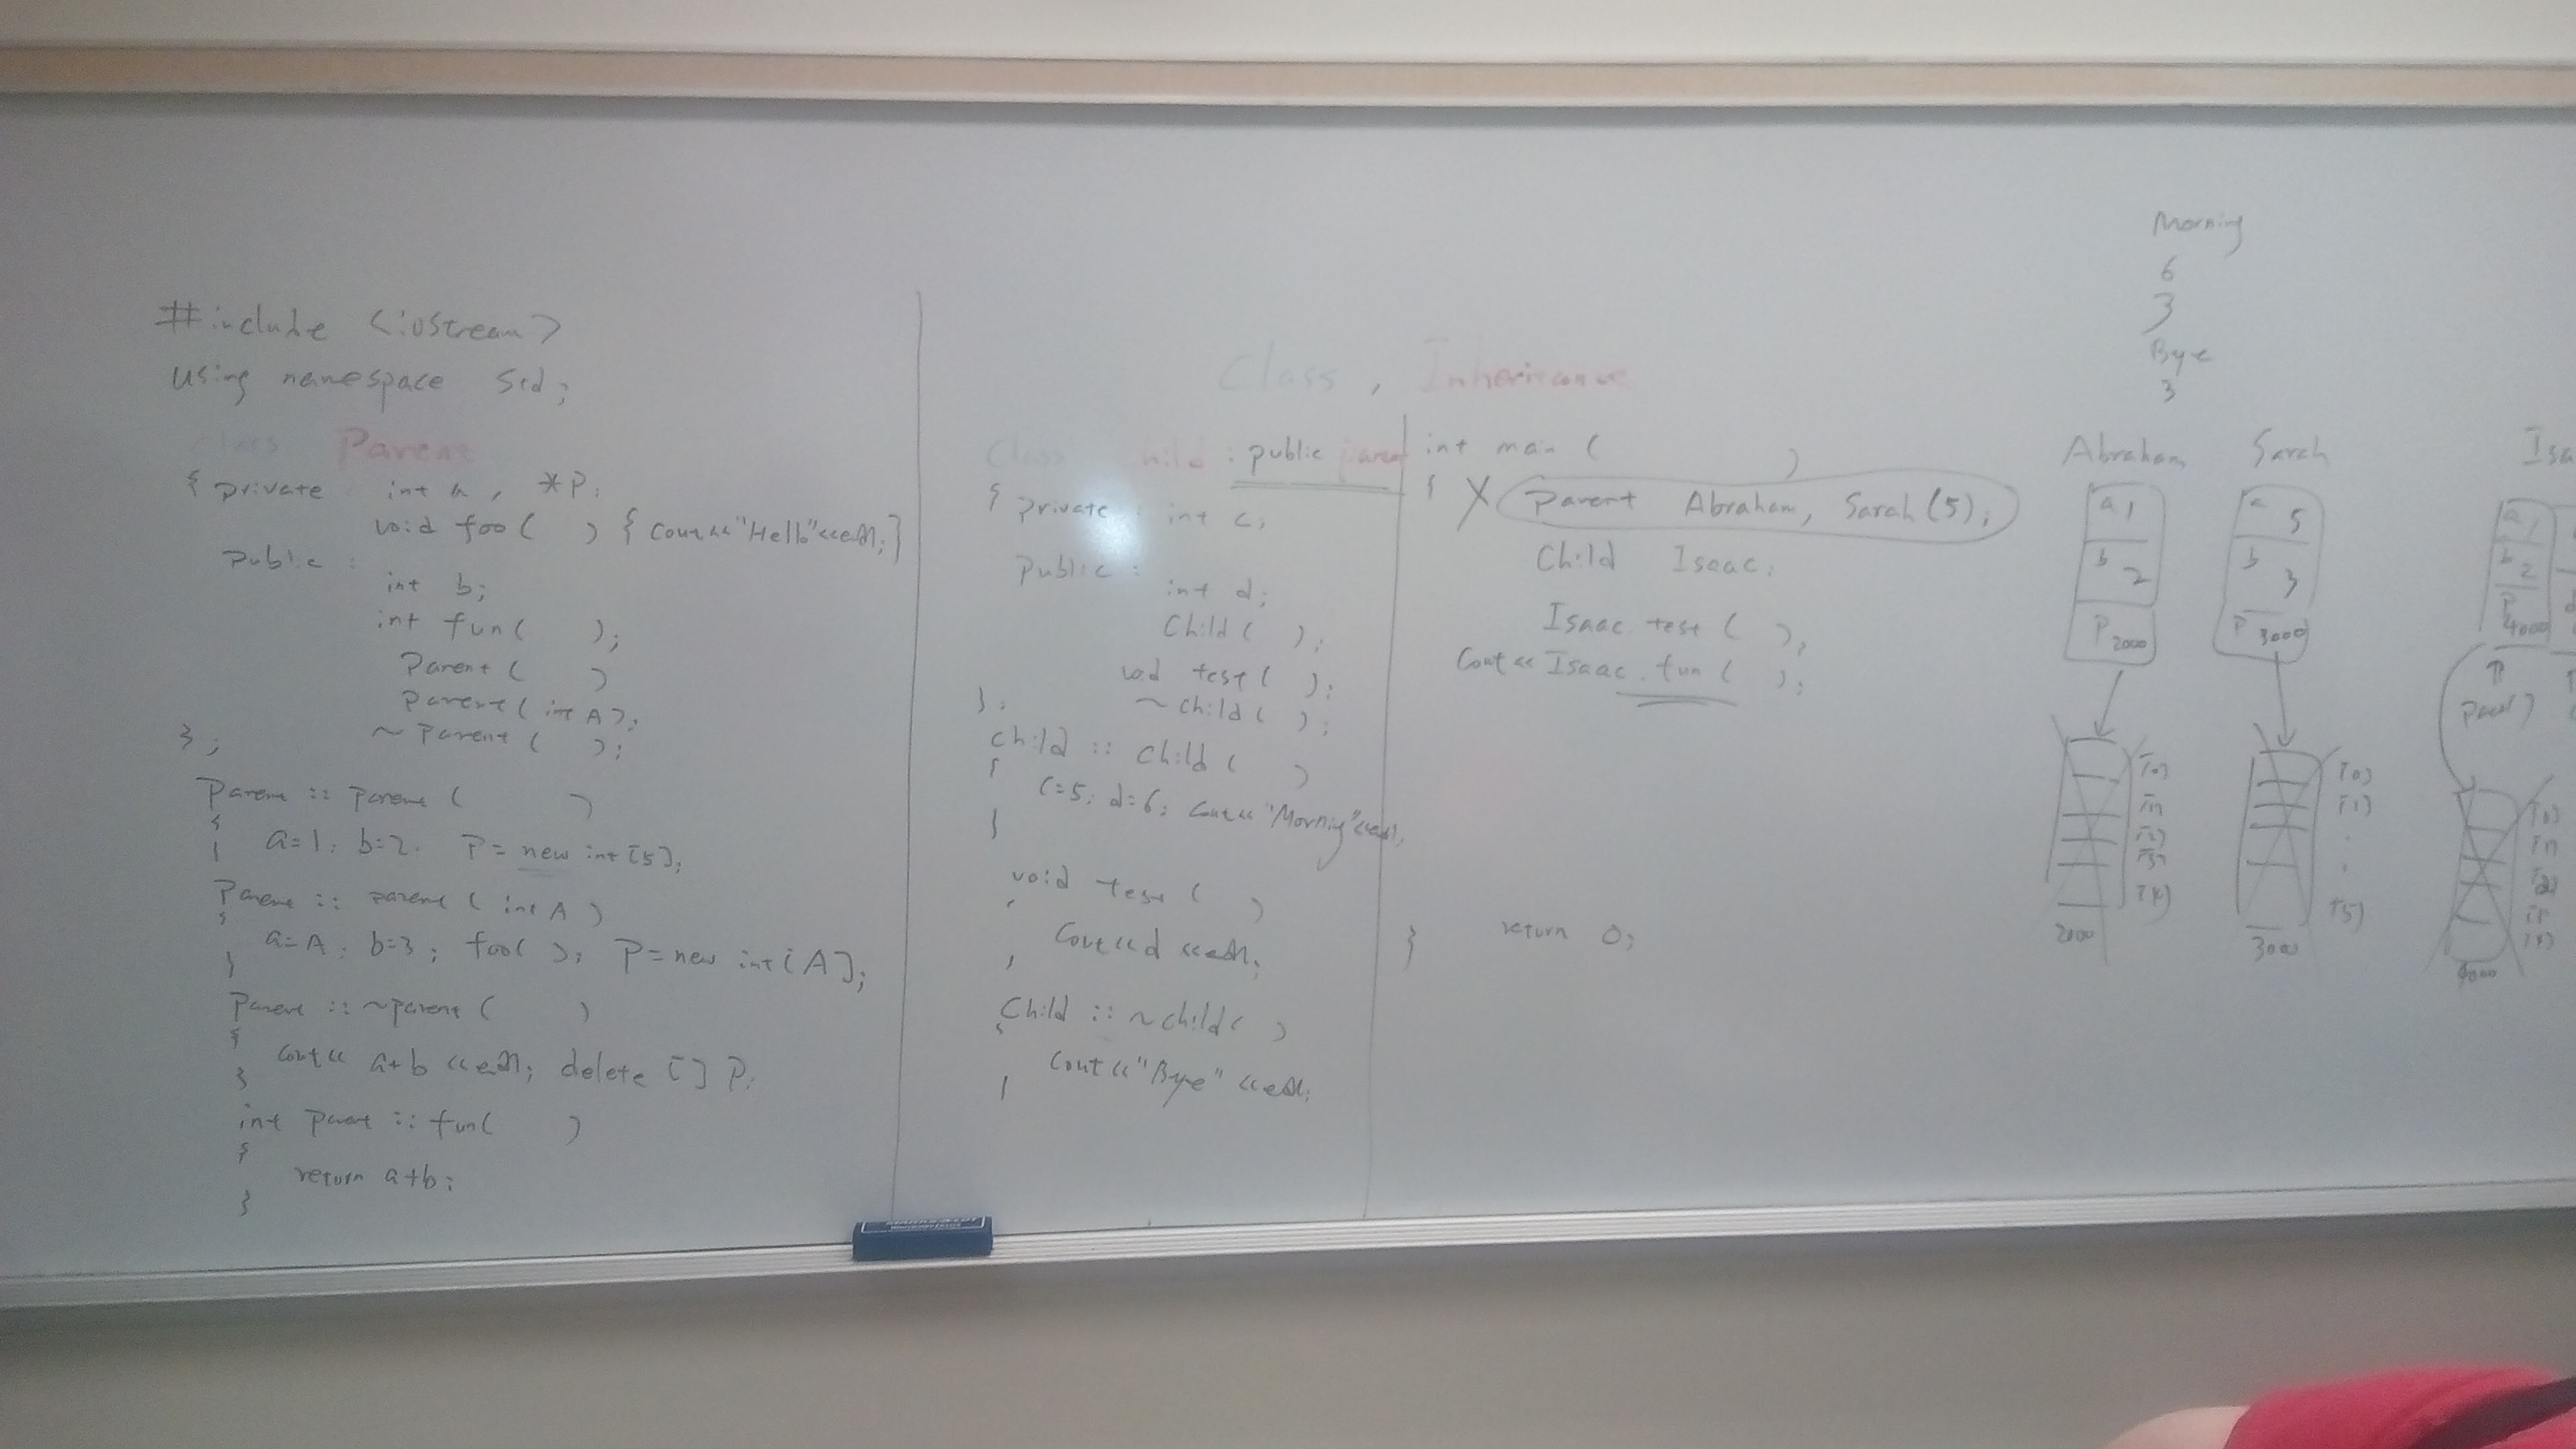 #include <iostream>
using namespace std;
class Parent
{ private int a, *P;
void foo( ) { cout<<"Hello"<<endl;}
public :
int b;
int fun( );
Parent( )
Parent(int A);
~Parent( );
};
Parent :: Parent ( )
{
a=1; b=2. P= new int[5];
}
Parent :: Parent ( int A )
{
a=A; b=3; foo( ); P=new int[A];
}
Parent :: ~Parent ( )
{
cout<< a+b <<endl; delete [] P;
}
int Parent :: fun( )
{
return a+b;
}
Class, Inheritance
Class Child : public parent
{ private : int c;
public :
int d;
Child( );
void test( );
~child( );
};
Child :: Child ( )
{
c=5; d=6; cout<< "Morning"<<endl;
}
void test ( )
cout<<d <<endl;
Child :: ~child( )
{
cout<<"Bye" <<endl;
}
int main ( )
{ X Parent Abraham, Sarah(5);
Child Isaac;
Isaac.test ( );
cout<< Isaac.fun ( );
return 0;
}
Morning
6
3
Bye
3
Abraham
a 1
b 2
P 2000
[0]
[1]
[2]
[3]
[4]
2000
Sarah
a 5
b 3
P 3000
[0]
[1]
.
.
[5]
3000
Isa
a 1
b 2
P 4000
d
[0]
[1]
4000